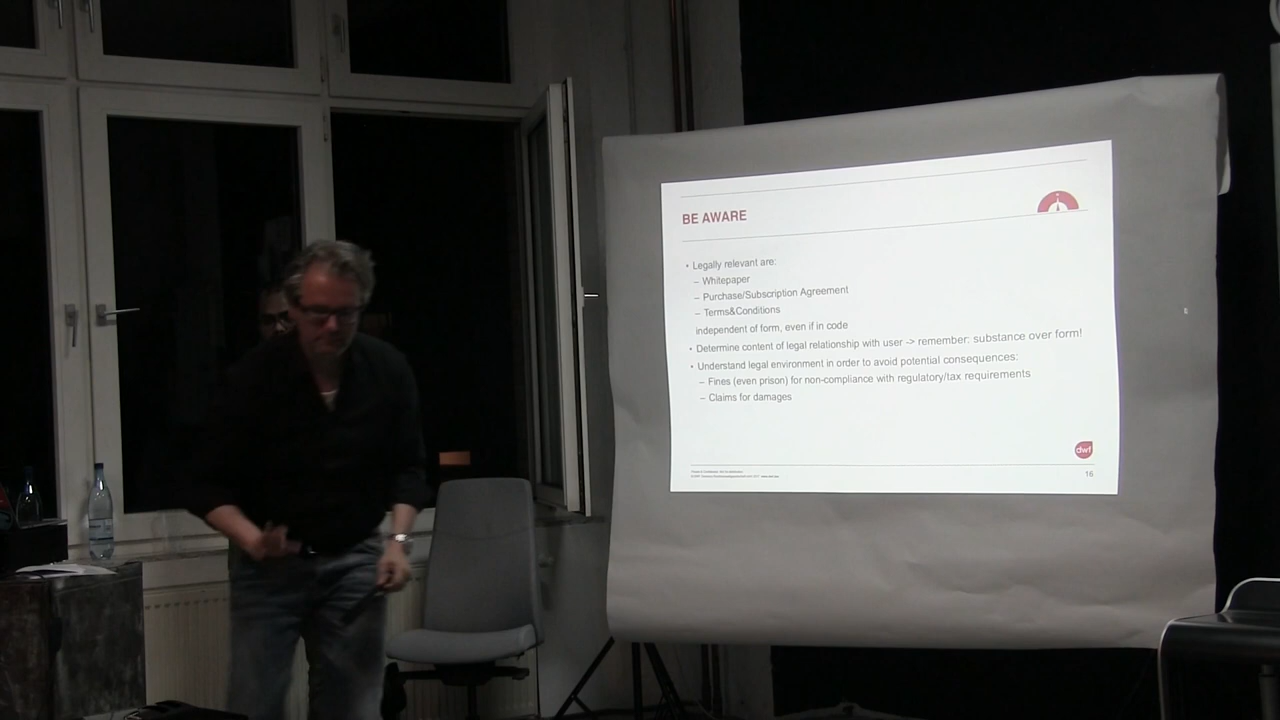 BE AWARE
• Legally relevant are:
– Whitepaper
– Purchase/Subscription Agreement
– Terms&Conditions
independent of form, even if in code
• Determine content of legal relationship with user -> remember: substance over form!
• Understand legal environment in order to avoid potential consequences:
– Fines (even prison) for non-compliance with regulatory/tax requirements
– Claims for damages
dwf
16